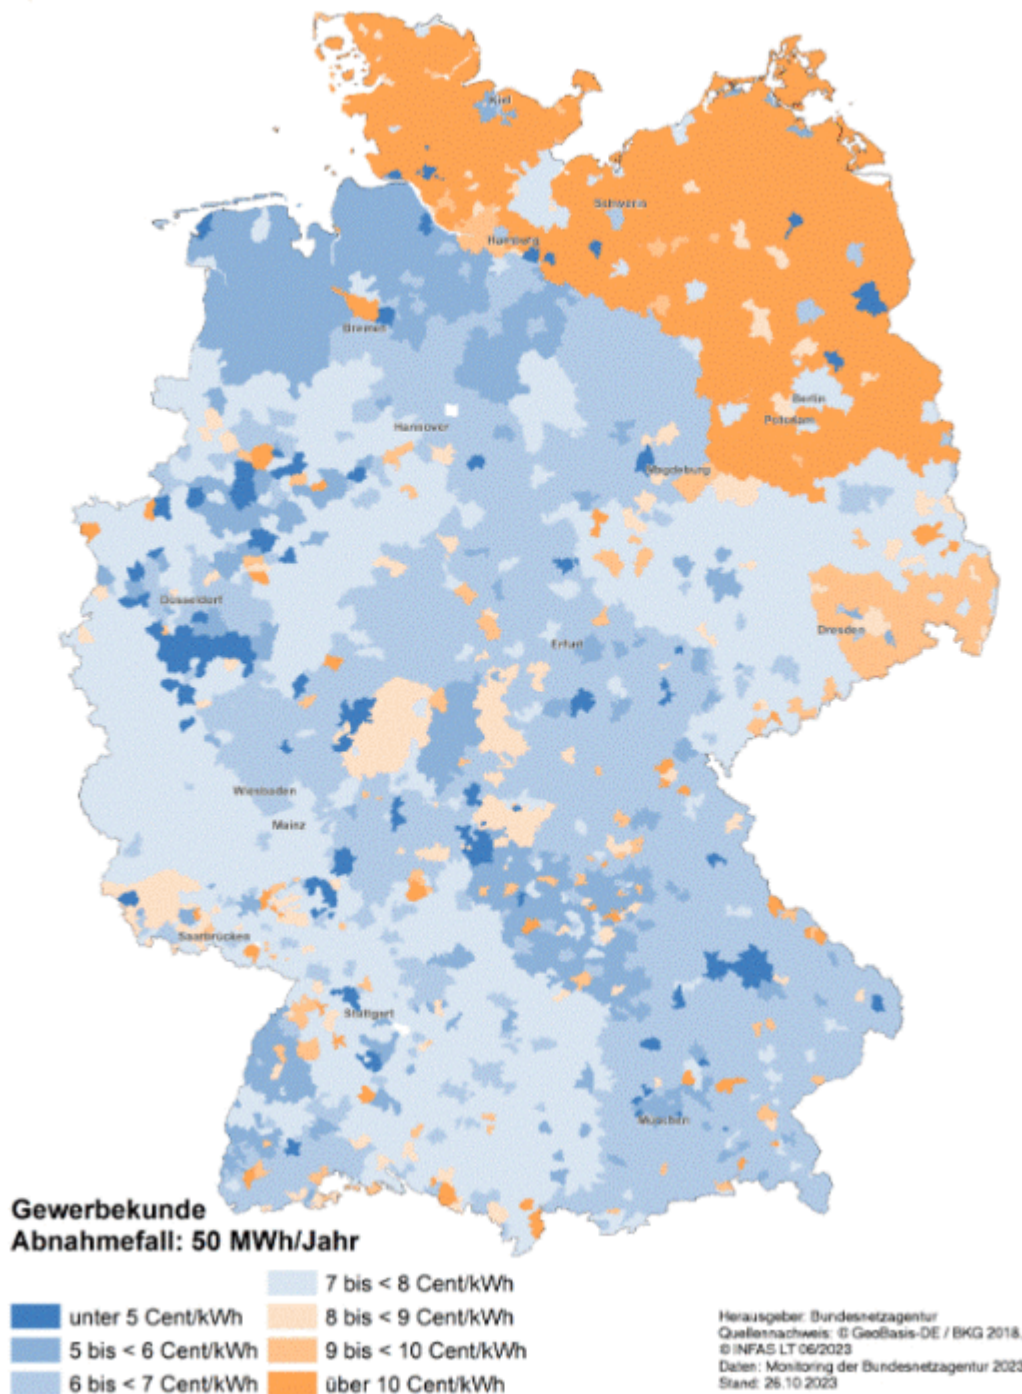 Kiel
Schwerin
Hamburg
Bremen
Berlin
Potsdam
Hannover
Magdeburg
Düsseldorf
Dresden
Erfurt
Wiesbaden
Mainz
Saarbrücken
Stuttgart
München
Gewerbekunde
Abnahmefall: 50 MWh/Jahr
7 bis < 8 Cent/kWh
unter 5 Cent/kWh
8 bis < 9 Cent/kWh
5 bis < 6 Cent/kWh
9 bis < 10 Cent/kWh
6 bis < 7 Cent/kWh
über 10 Cent/kWh
Herausgeber: Bundesnetzagentur
Quellennachweis: © GeoBasis-DE / BKG 2018,
© INFAS LT 06/2023
Daten: Monitoring der Bundesnetzagentur 2023
Stand: 26.10.2023